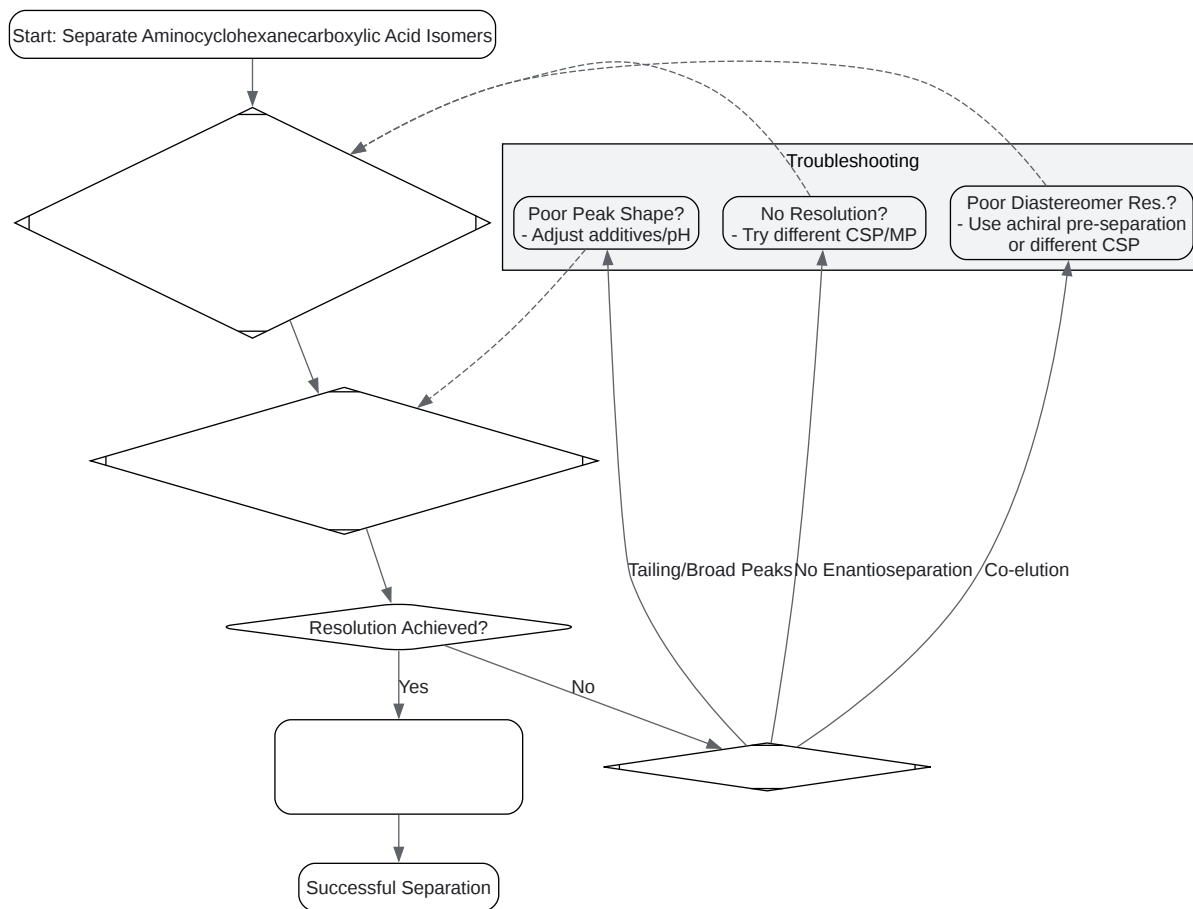 Start: Separate Aminocyclohexanecarboxylic Acid Isomers
Troubleshooting
Poor Peak Shape?
- Adjust additives/pH
No Resolution?
- Try different CSP/MP
Poor Diastereomer Res.?
- Use achiral pre-separation
or different CSP
Tailing/Broad Peaks
No Enantioseparation
Co-elution
Resolution Achieved?
Yes
No
Successful Separation